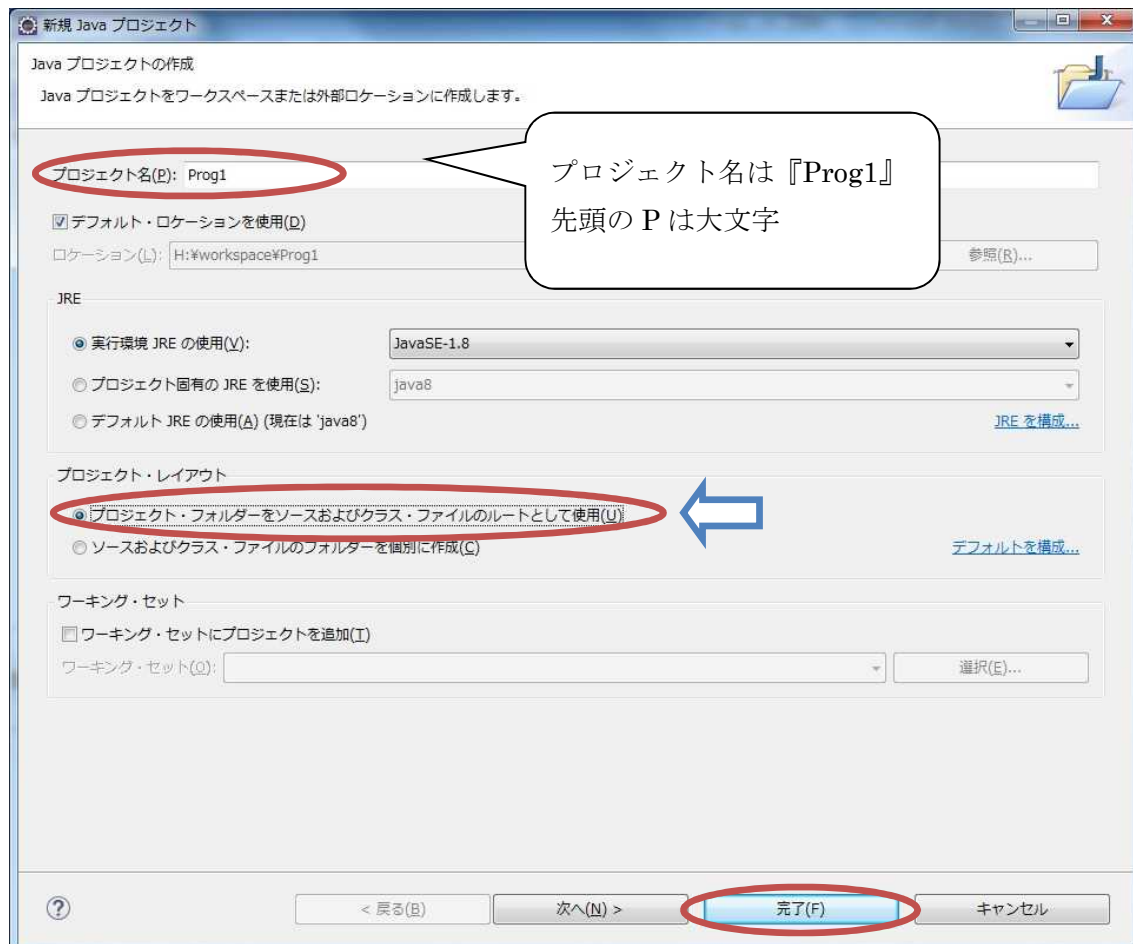 新規 Java プロジェクト
Java プロジェクトの作成
Java プロジェクトをワークスペースまたは外部ロケーションに作成します。
プロジェクト名(P): Prog1
プロジェクト名は『Prog1』
先頭の P は大文字
デフォルト・ロケーションを使用(D)
ロケーション(L): H:¥workspace¥Prog1
参照(R)...
JRE
実行環境 JRE の使用(V): JavaSE-1.8
プロジェクト固有の JRE を使用(S): java8
デフォルト JRE の使用(A) (現在は 'java8') JRE を構成...
プロジェクト・レイアウト
プロジェクト・フォルダーをソースおよびクラス・ファイルのルートとして使用(U)
ソースおよびクラス・ファイルのフォルダーを個別に作成(C) デフォルトを構成...
ワーキング・セット
ワーキング・セットにプロジェクトを追加(T)
ワーキング・セット(O): 選択(E)...
? < 戻る(B) 次へ(N) > 完了(F) キャンセル